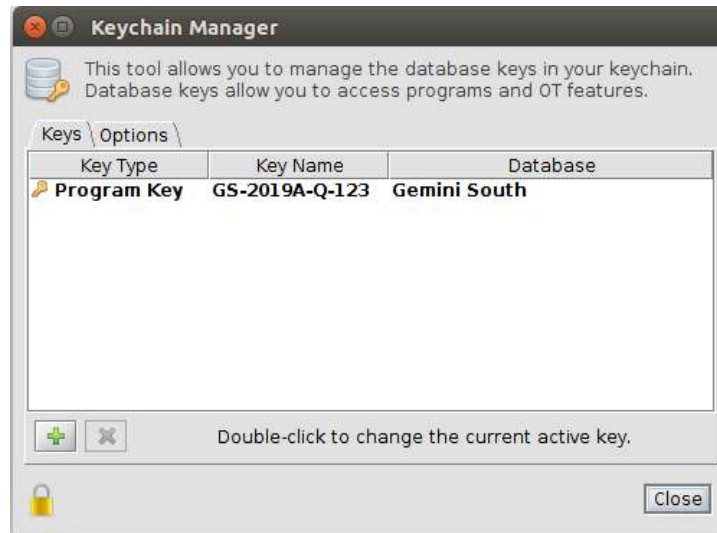 Keychain Manager
This tool allows you to manage the database keys in your keychain.
Database keys allow you to access programs and OT features.
Keys Options
Key Type Key Name Database
Program Key GS-2019A-Q-123 Gemini South
Double-click to change the current active key.
Close